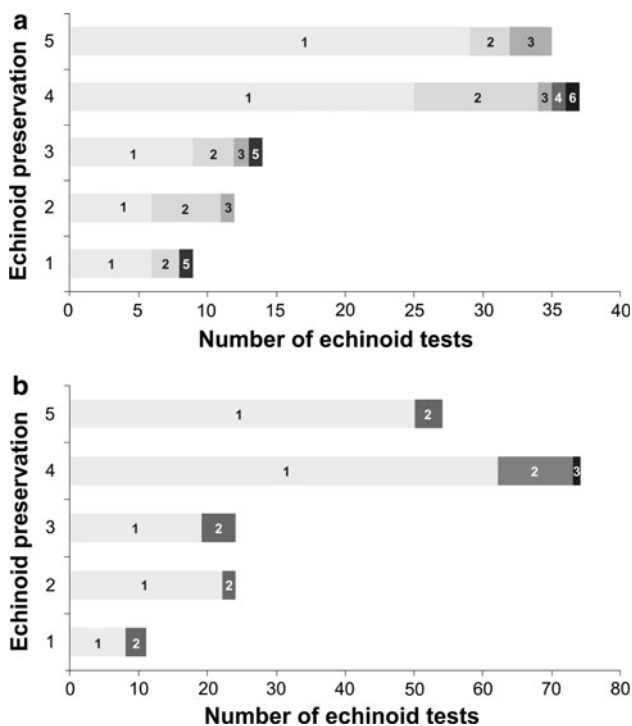 a
Echinoid preservation
5 1 2 3
4 1 2 3 4 6
3 1 2 3 5
2 1 2 3
1 1 2 5
0 5 10 15 20 25 30 35 40
Number of echinoid tests
b
Echinoid preservation
5 1 2
4 1 2 3
3 1 2
2 1 2
1 1 2
0 10 20 30 40 50 60 70 80
Number of echinoid tests